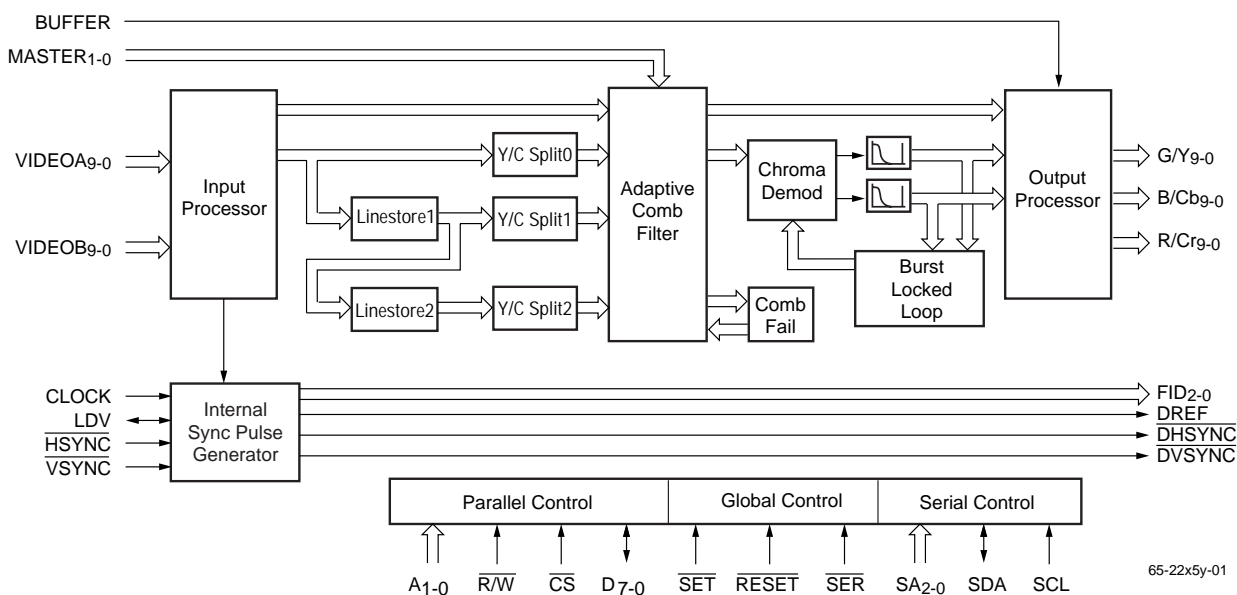 BUFFER
MASTER1-0
VIDEOA9-0
VIDEOB9-0
Input
Processor
Linestore1
Linestore2
Y/C Split0
Y/C Split1
Y/C Split2
Adaptive
Comb
Filter
Comb
Fail
Chroma
Demod
Burst
Locked
Loop
Output
Processor
G/Y9-0
B/Cb9-0
R/Cr9-0
CLOCK
LDV
HSYNC
VSYNC
Internal
Sync Pulse
Generator
FID2-0
DREF
DHSYNC
DVSYNC
Parallel Control
Global Control
Serial Control
A1-0
R/W
CS
D7-0
SET
RESET
SER
SA2-0
SDA
SCL
65-22x5y-01